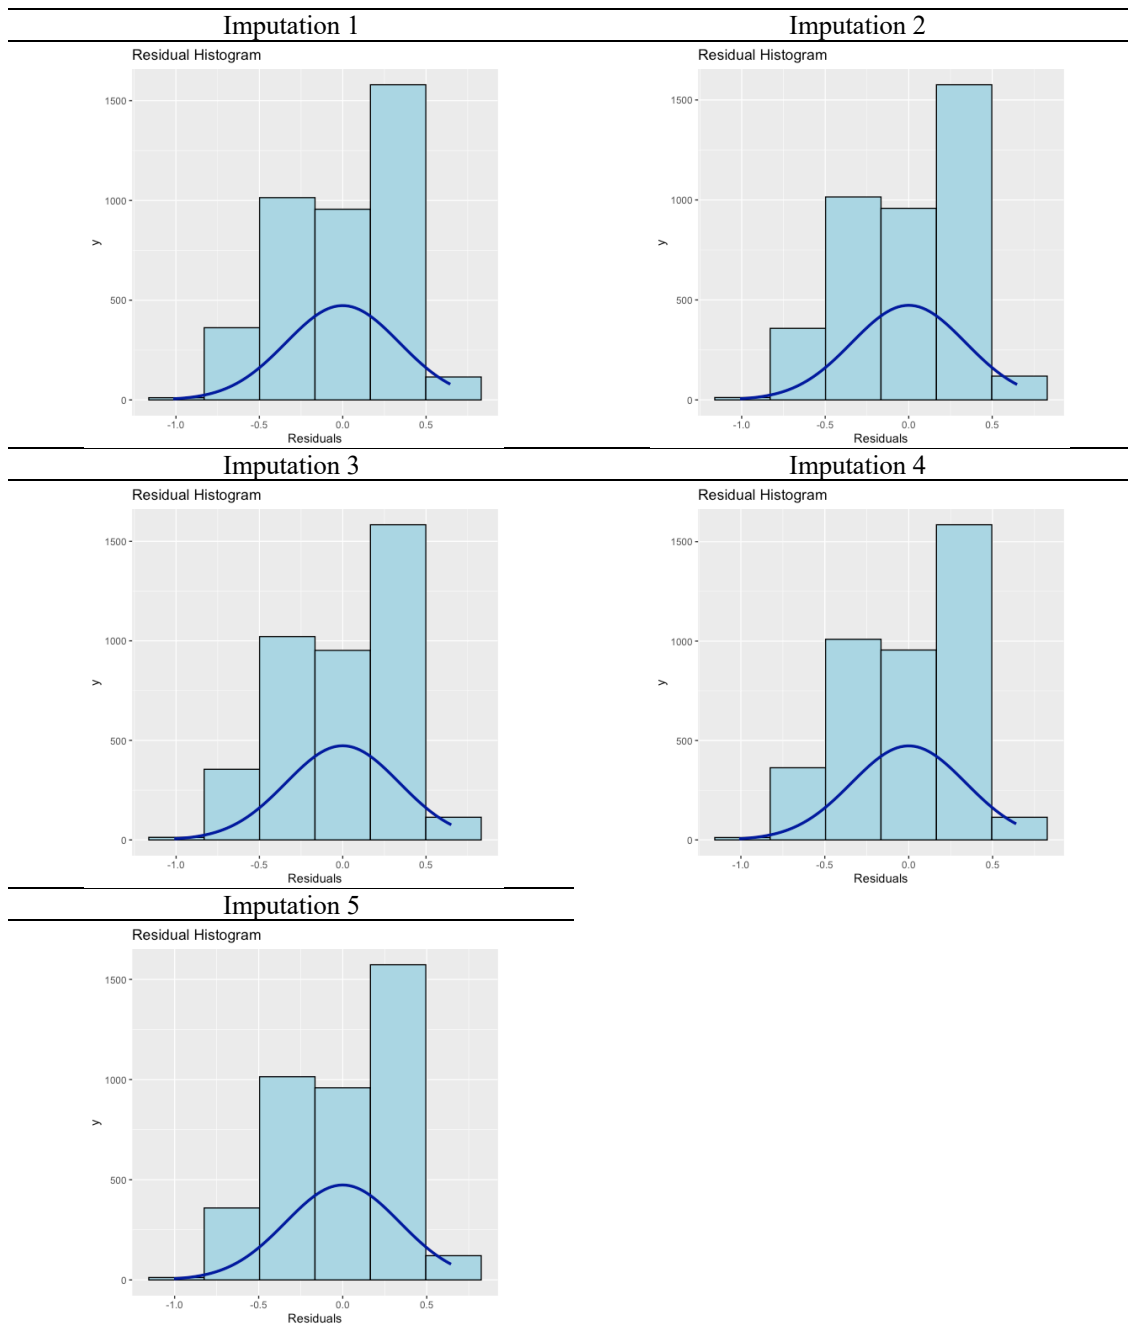 Imputation 1
Imputation 2
Residual Histogram
1500
1000
500
0
y
-1.0 -0.5 0.0 0.5
Residuals
Residual Histogram
1500
1000
500
0
y
-1.0 -0.5 0.0 0.5
Residuals
Imputation 3
Imputation 4
Residual Histogram
1500
1000
500
0
y
-1.0 -0.5 0.0 0.5
Residuals
Residual Histogram
1500
1000
500
0
y
-1.0 -0.5 0.0 0.5
Residuals
Imputation 5
Residual Histogram
1500
1000
500
0
y
-1.0 -0.5 0.0 0.5
Residuals